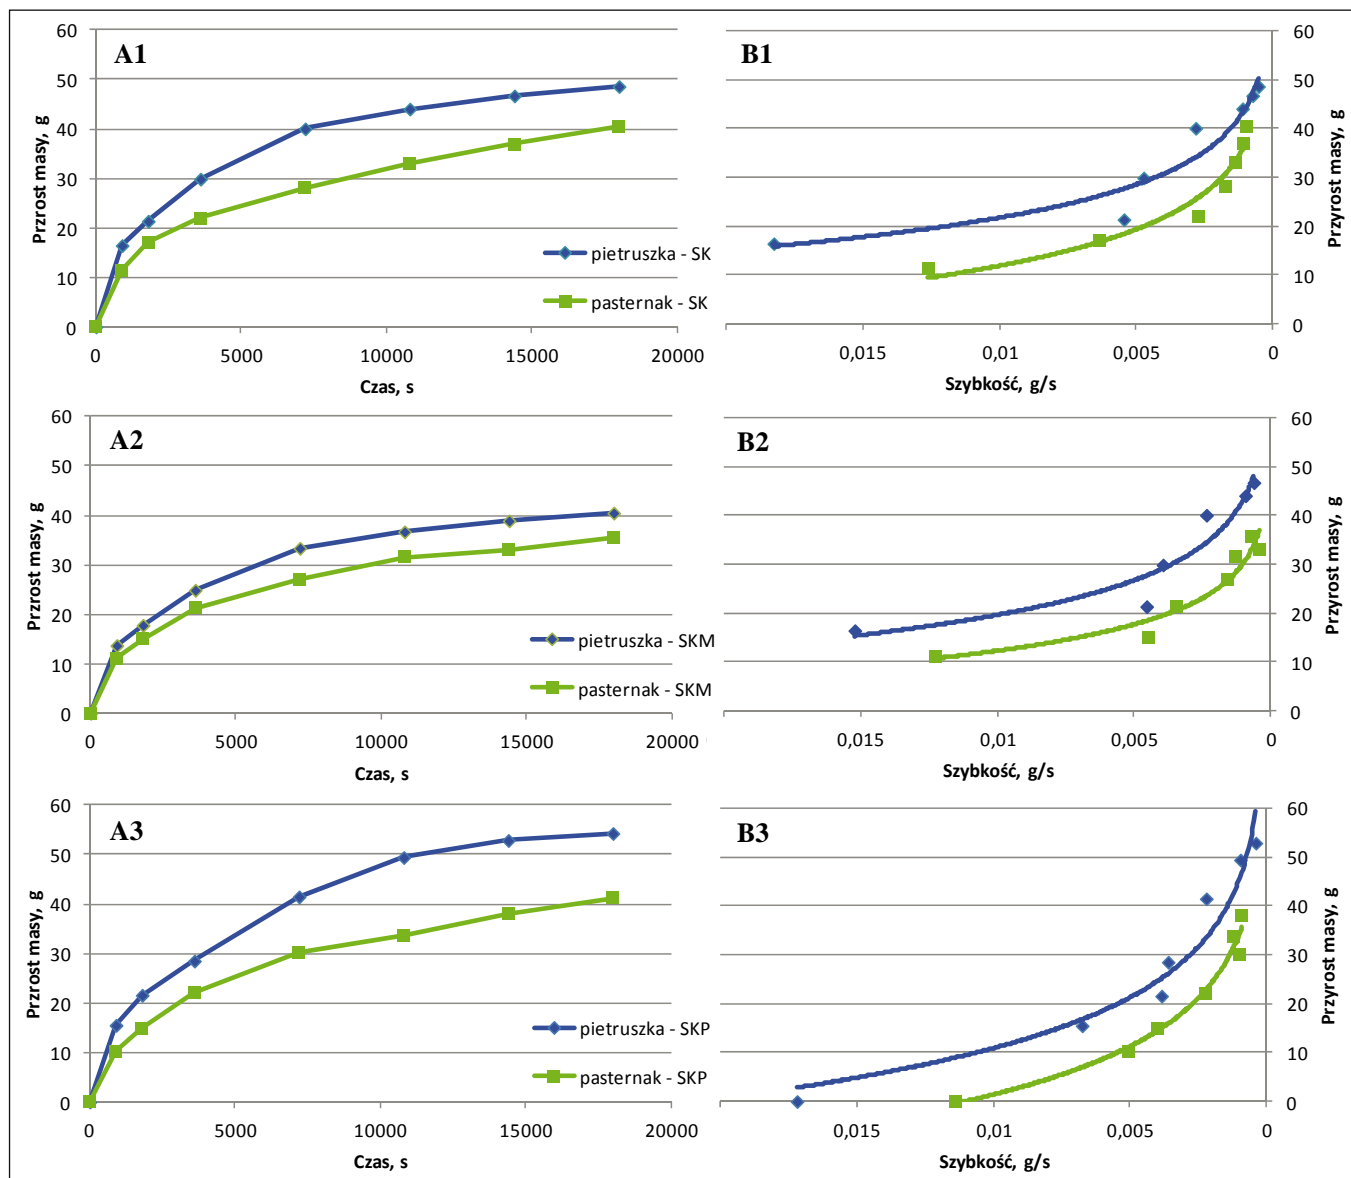 A1
Przrost masy, g
60
50
40
30
20
10
0
0
5000
10000
15000
20000
Czas, s
pietruszka - SK
pasternak - SK
B1
Przyrost masy, g
60
50
40
30
20
10
0
0,015
0,01
0,005
0
Szybkość, g/s
A2
Przrost masy, g
60
50
40
30
20
10
0
0
5000
10000
15000
20000
Czas, s
pietruszka - SKM
pasternak - SKM
B2
Przyrost masy, g
60
50
40
30
20
10
0
0,015
0,01
0,005
0
Szybkość, g/s
A3
Przrost masy, g
60
50
40
30
20
10
0
0
5000
10000
15000
20000
Czas, s
pietruszka - SKP
pasternak - SKP
B3
Przyrost masy, g
60
50
40
30
20
10
0
0,015
0,01
0,005
0
Szybkość, g/s